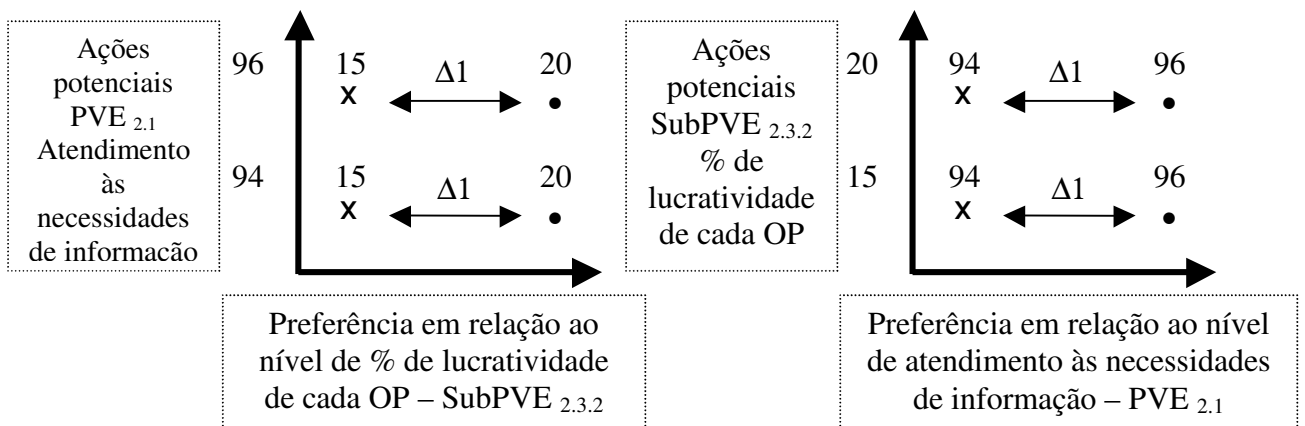 Ações
potenciais
PVE 2.1
Atendimento
às
necessidades
de informacão
96
94
15
x
Δ1
20
15
x
Δ1
20
Preferência em relação ao
nível de % de lucratividade
de cada OP – SubPVE 2.3.2
Ações
potenciais
SubPVE 2.3.2
% de
lucratividade
de cada OP
20
15
94
x
Δ1
96
94
x
Δ1
96
Preferência em relação ao nível
de atendimento às necessidades
de informação – PVE 2.1